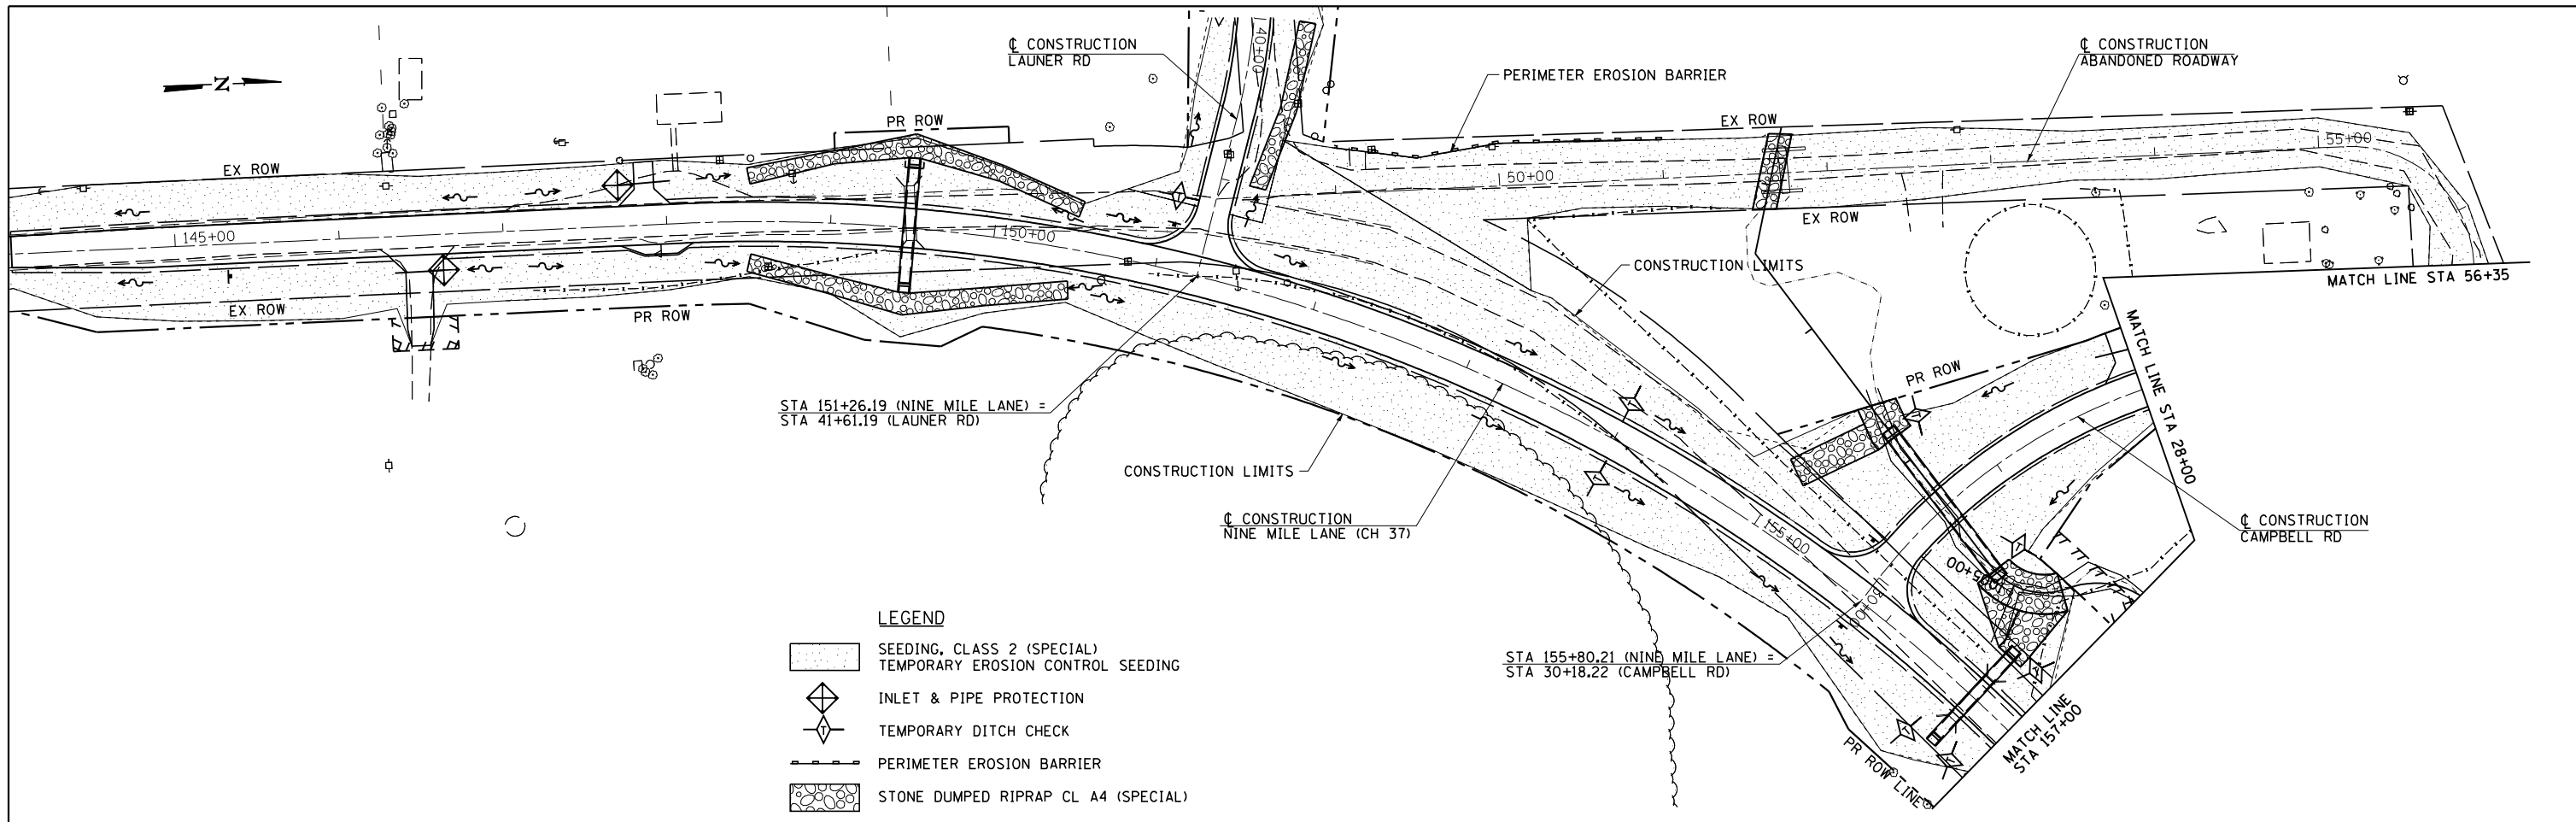 ℄ CONSTRUCTION
LAUNER RD
40+00
℄ CONSTRUCTION
ABANDONED ROADWAY
PERIMETER EROSION BARRIER
N
PR ROW
EX ROW
EX ROW
55+00
50+00
EX ROW
145+00
150+00
EX ROW
PR ROW
CONSTRUCTION LIMITS
MATCH LINE STA 56+35
MATCH LINE STA 28+00
PR ROW
STA 151+26.19 (NINE MILE LANE) =
STA 41+61.19 (LAUNER RD)
CONSTRUCTION LIMITS
℄ CONSTRUCTION
NINE MILE LANE (CH 37)
155+00
℄ CONSTRUCTION
CAMPBELL RD
30+00
STA 155+80.21 (NINE MILE LANE) =
STA 30+18.22 (CAMPBELL RD)
MATCH LINE
STA 157+00
PR ROW LINE
LEGEND
SEEDING, CLASS 2 (SPECIAL)
TEMPORARY EROSION CONTROL SEEDING
INLET & PIPE PROTECTION
T
TEMPORARY DITCH CHECK
PERIMETER EROSION BARRIER
STONE DUMPED RIPRAP CL A4 (SPECIAL)